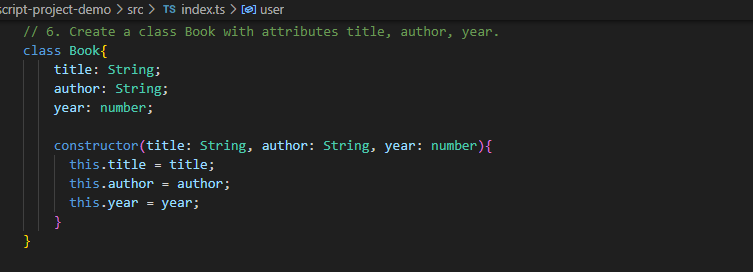 script-project-demo > src > TS index.ts > user
// 6. Create a class Book with attributes title, author, year.
class Book{
    title: String;
    author: String;
    year: number;

    constructor(title: String, author: String, year: number){
      this.title = title;
      this.author = author;
      this.year = year;
    }
}